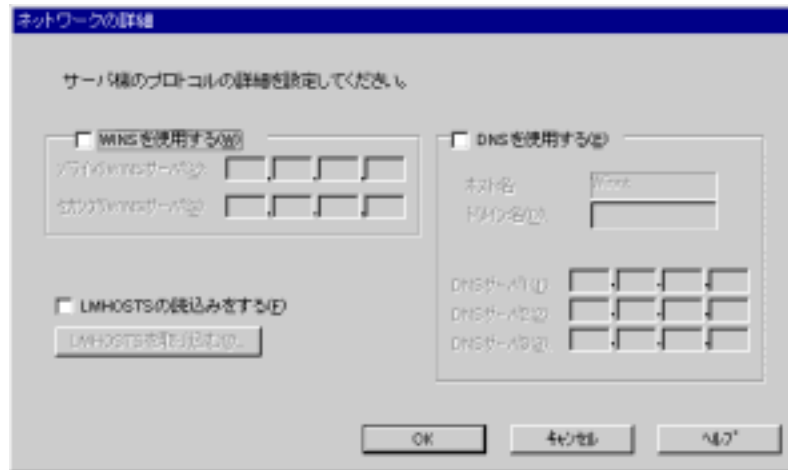 ネットワークの詳細
サーバ機のプロトコルの詳細を設定してください。
WINSを使用する(W)
プライマリWINSサーバ(P):
セカンダリWINSサーバ(S):
LMHOSTSの読込みをする(F)
LMHOSTSを取り込む(I)...
DNSを使用する(E)
ホスト名
ドメイン名(D):
DNSサーバ1(1)
DNSサーバ2(2)
DNSサーバ3(3)
OK
キャンセル
ヘルプ